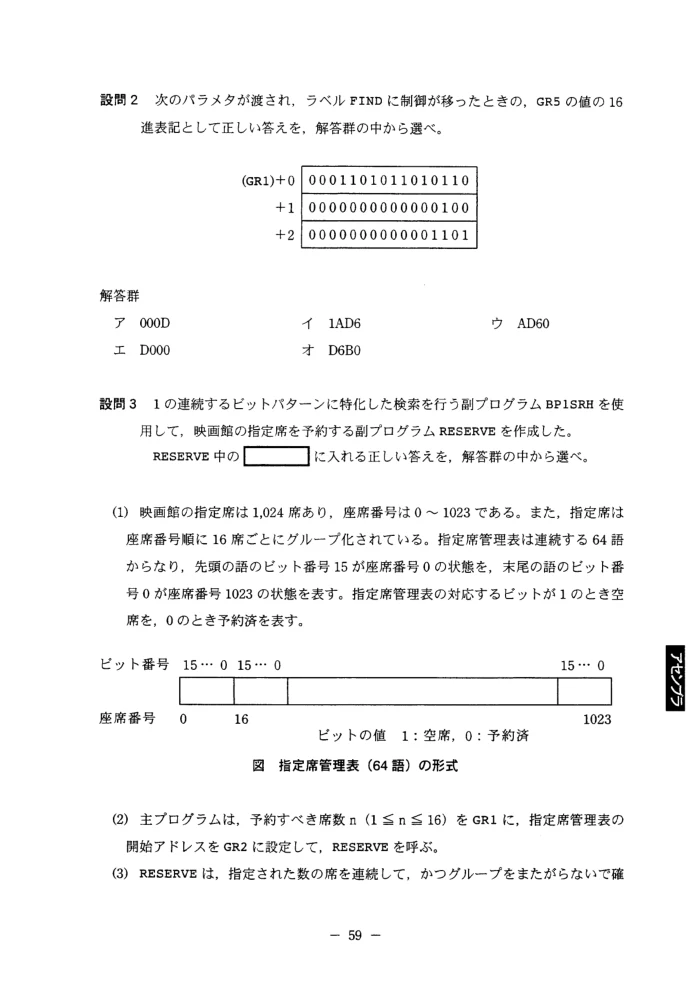 設問2　次のパラメタが渡され，ラベル FIND に制御が移ったときの，GR5 の値の 16
進表記として正しい答えを，解答群の中から選べ。
(GR1)+0 0001101011010110
+1 0000000000000100
+2 0000000000001101
解答群
ア　000D　イ　1AD6　ウ　AD60
エ　D000　オ　D6B0
設問3　1 の連続するビットパターンに特化した検索を行う副プログラム BP1SRH を使
用して，映画館の指定席を予約する副プログラム RESERVE を作成した。
RESERVE 中の　　　に入れる正しい答えを，解答群の中から選べ。
(1) 映画館の指定席は 1,024 席あり，座席番号は 0 ～ 1023 である。また，指定席は
座席番号順に 16 席ごとにグループ化されている。指定席管理表は連続する 64 語
からなり，先頭の語のビット番号 15 が座席番号 0 の状態を，末尾の語のビット番
号 0 が座席番号 1023 の状態を表す。指定席管理表の対応するビットが 1 のとき空
席を，0 のとき予約済を表す。
ビット番号　15 … 0　15 … 0　15 … 0
座席番号　0　16　1023
ビットの値　1：空席，0：予約済
図　指定席管理表（64 語）の形式
アセンブラ
(2) 主プログラムは，予約すべき席数 n（1 ≦ n ≦ 16）を GR1 に，指定席管理表の
開始アドレスを GR2 に設定して，RESERVE を呼ぶ。
(3) RESERVE は，指定された数の席を連続して，かつグループをまたがらないで確
－ 59 －